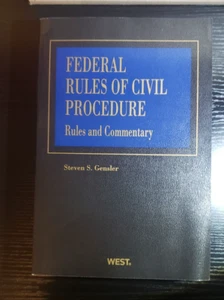 FEDERAL
RULES OF CIVIL
PROCEDURE
Rules and Commentary
Steven S. Gensler
WEST®